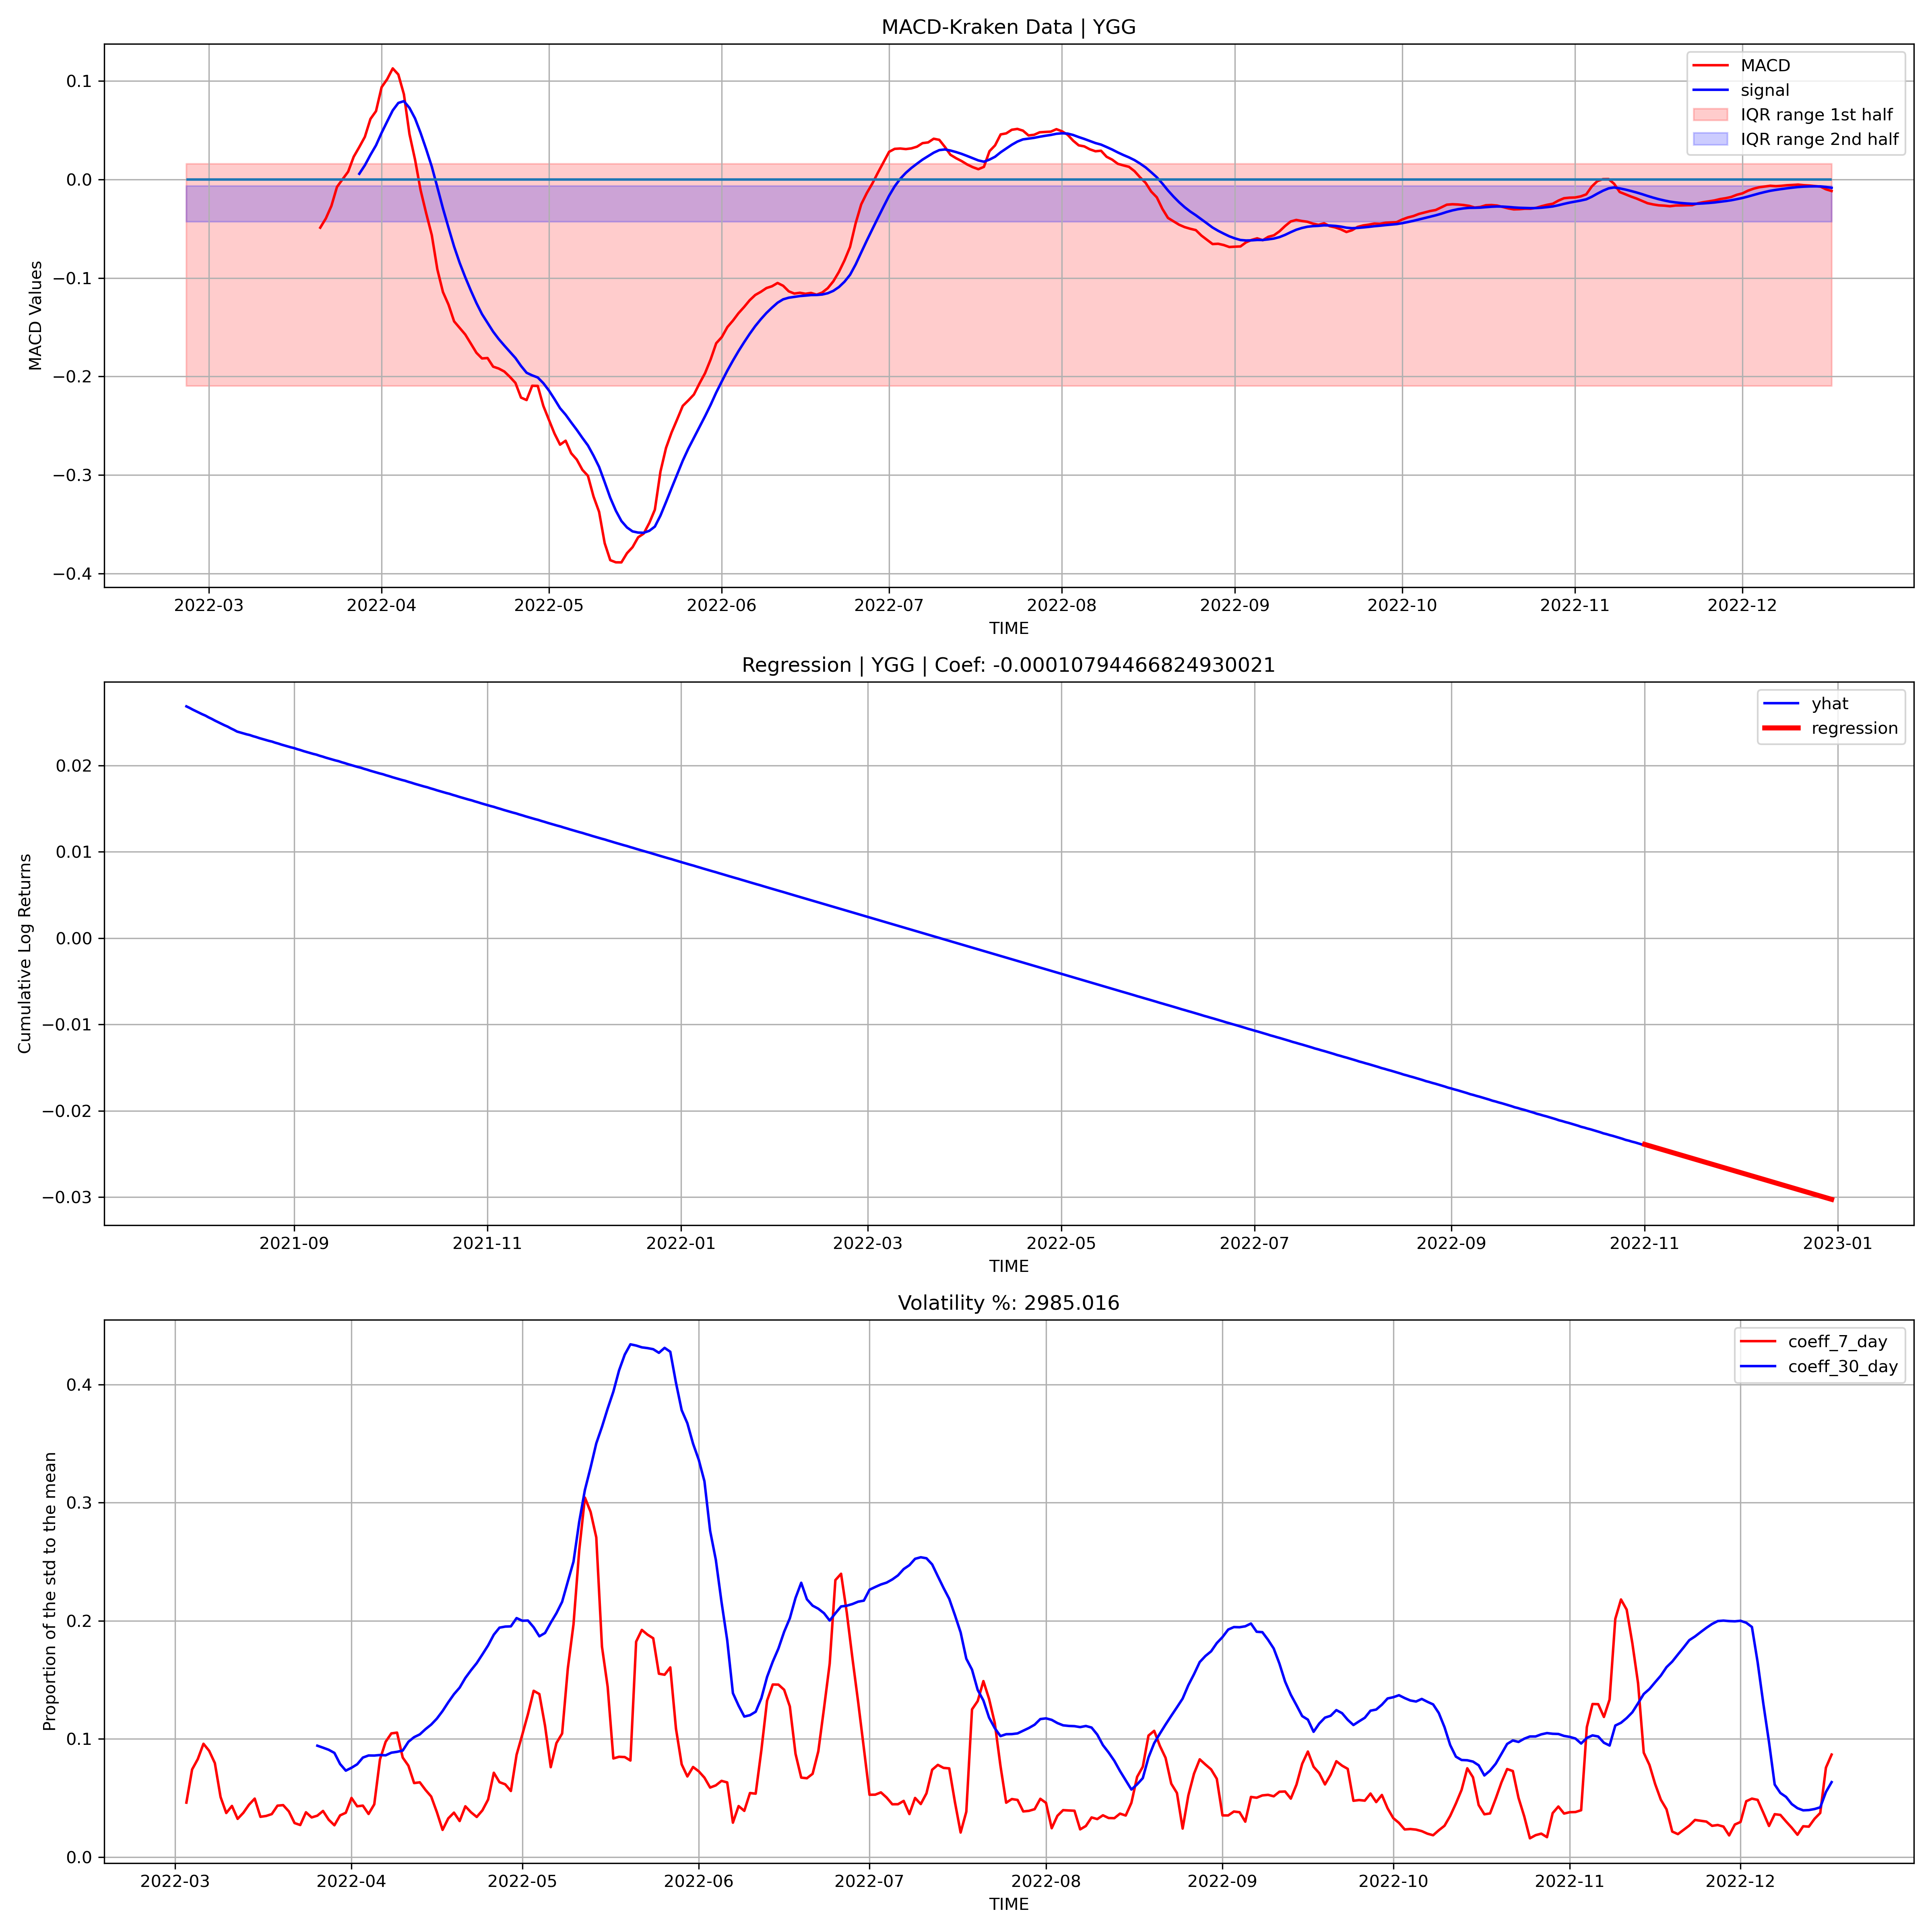 MACD-Kraken Data | YGG
MACD
signal
IQR range 1st half
IQR range 2nd half
MACD Values
0.1
0.0
−0.1
−0.2
−0.3
−0.4
2022-03 2022-04 2022-05 2022-06 2022-07 2022-08 2022-09 2022-10 2022-11 2022-12
TIME
Regression | YGG | Coef: -0.00010794466824930021
yhat
regression
Cumulative Log Returns
0.02
0.01
0.00
−0.01
−0.02
−0.03
2021-09 2021-11 2022-01 2022-03 2022-05 2022-07 2022-09 2022-11 2023-01
TIME
Volatility %: 2985.016
coeff_7_day
coeff_30_day
Proportion of the std to the mean
0.4
0.3
0.2
0.1
0.0
2022-03 2022-04 2022-05 2022-06 2022-07 2022-08 2022-09 2022-10 2022-11 2022-12
TIME